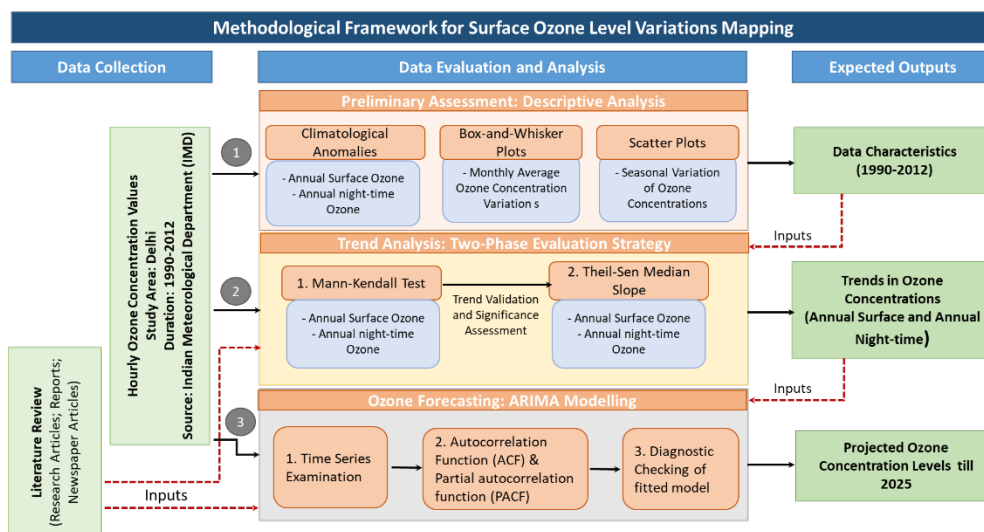 Methodological Framework for Surface Ozone Level Variations Mapping
Data Collection
Data Evaluation and Analysis
Expected Outputs
Hourly Ozone Concentration Values
Study Area: Delhi
Duration: 1990-2012
Source: Indian Meteorological Department (IMD)
Literature Review
(Research Articles; Reports;
Newspaper Articles)
1
Preliminary Assessment: Descriptive Analysis
Climatological
Anomalies
- Annual Surface Ozone
- Annual night-time
Ozone
Box-and-Whisker
Plots
- Monthly Average
Ozone Concentration
Variation s
Scatter Plots
- Seasonal Variation
of Ozone
Concentrations
Data Characteristics
(1990-2012)
Inputs
2
Trend Analysis: Two-Phase Evaluation Strategy
1. Mann-Kendall Test
- Annual Surface Ozone
- Annual night-time
Ozone
Trend Validation
and Significance
Assessment
2. Theil-Sen Median
Slope
- Annual Surface Ozone
- Annual night-time
Ozone
Trends in Ozone
Concentrations
(Annual Surface and Annual
Night-time)
Inputs
3
Ozone Forecasting: ARIMA Modelling
1. Time Series
Examination
2. Autocorrelation
Function (ACF) &
Partial autocorrelation
function (PACF)
3. Diagnostic
Checking of
fitted model
Projected Ozone
Concentration Levels till
2025
Inputs